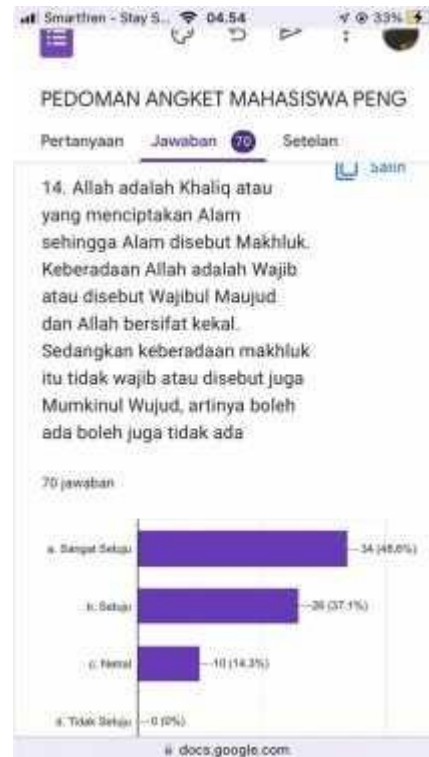 Smartfren - Stay S... 04.54 33%
PEDOMAN ANGKET MAHASISWA PENG
Pertanyaan Jawaban 70 Setelan
Salin
14. Allah adalah Khaliq atau
yang menciptakan Alam
sehingga Alam disebut Makhluk.
Keberadaan Allah adalah Wajib
atau disebut Wajibul Maujud
dan Allah bersifat kekal.
Sedangkan keberadaan makhluk
itu tidak wajib atau disebut juga
Mumkinul Wujud, artinya boleh
ada boleh juga tidak ada
70 jawaban
a. Sangat Setuju 34 (48,6%)
b. Setuju 26 (37.1%)
c. Netral 10 (14.3%)
d. Tidak Setuju 0 (0%)
docs.google.com